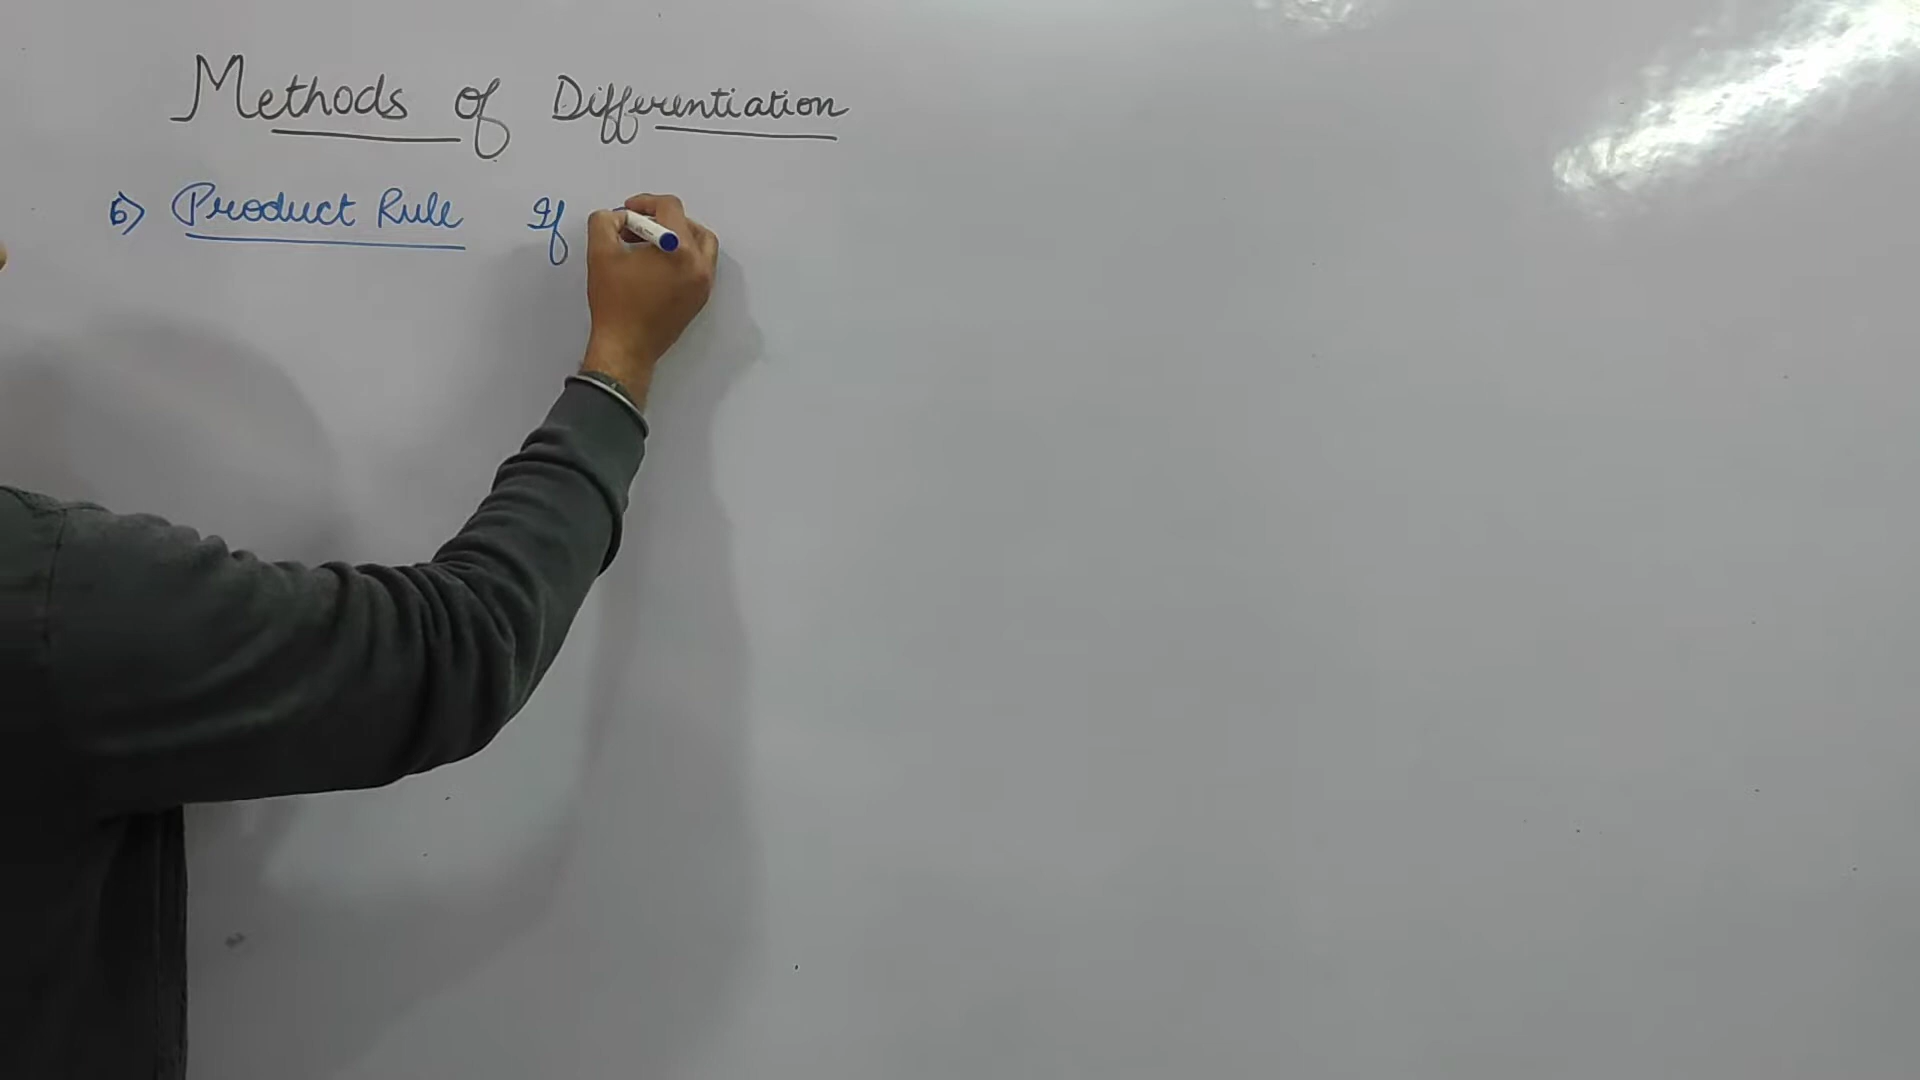 Methods of Differentiation
6) Product Rule If